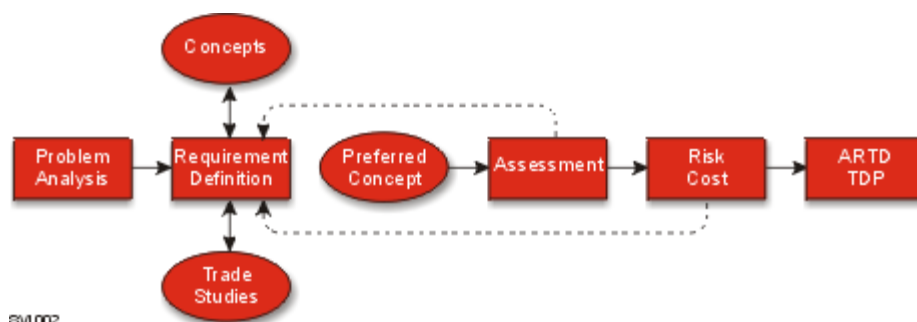 Concepts
Problem
Analysis
Requirement
Definition
Preferred
Concept
Assessment
Risk
Cost
ARTD
TDP
Trade
Studies